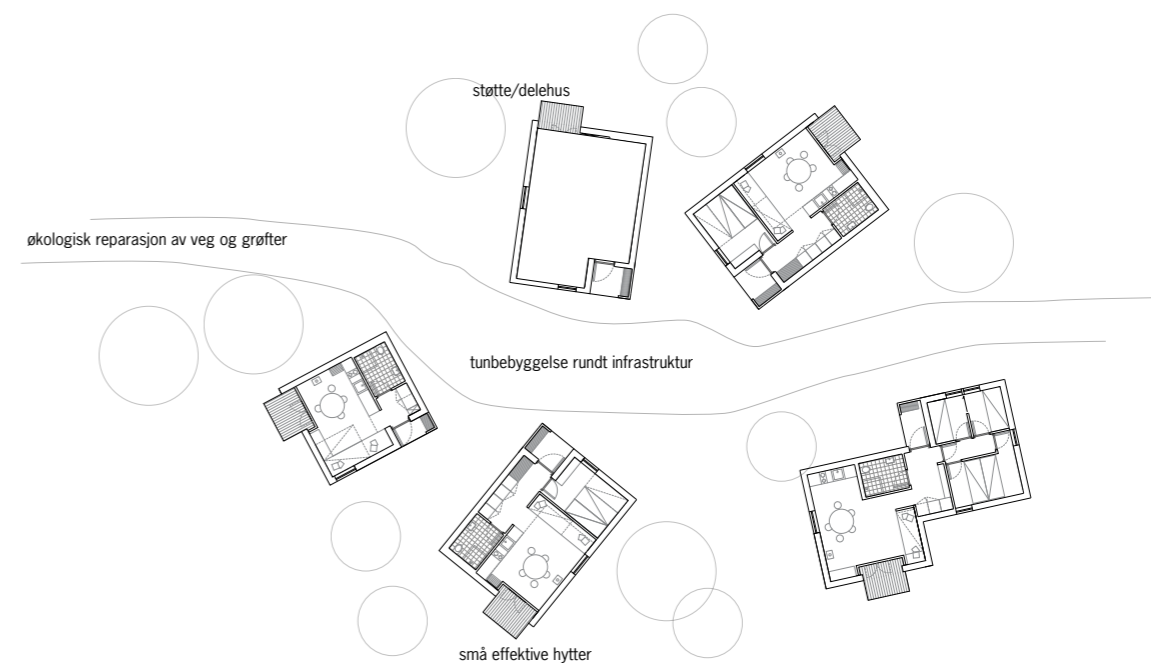 støtte/delehus
økologisk reparasjon av veg og grøfter
tunbebyggelse rundt infrastruktur
små effektive hytter